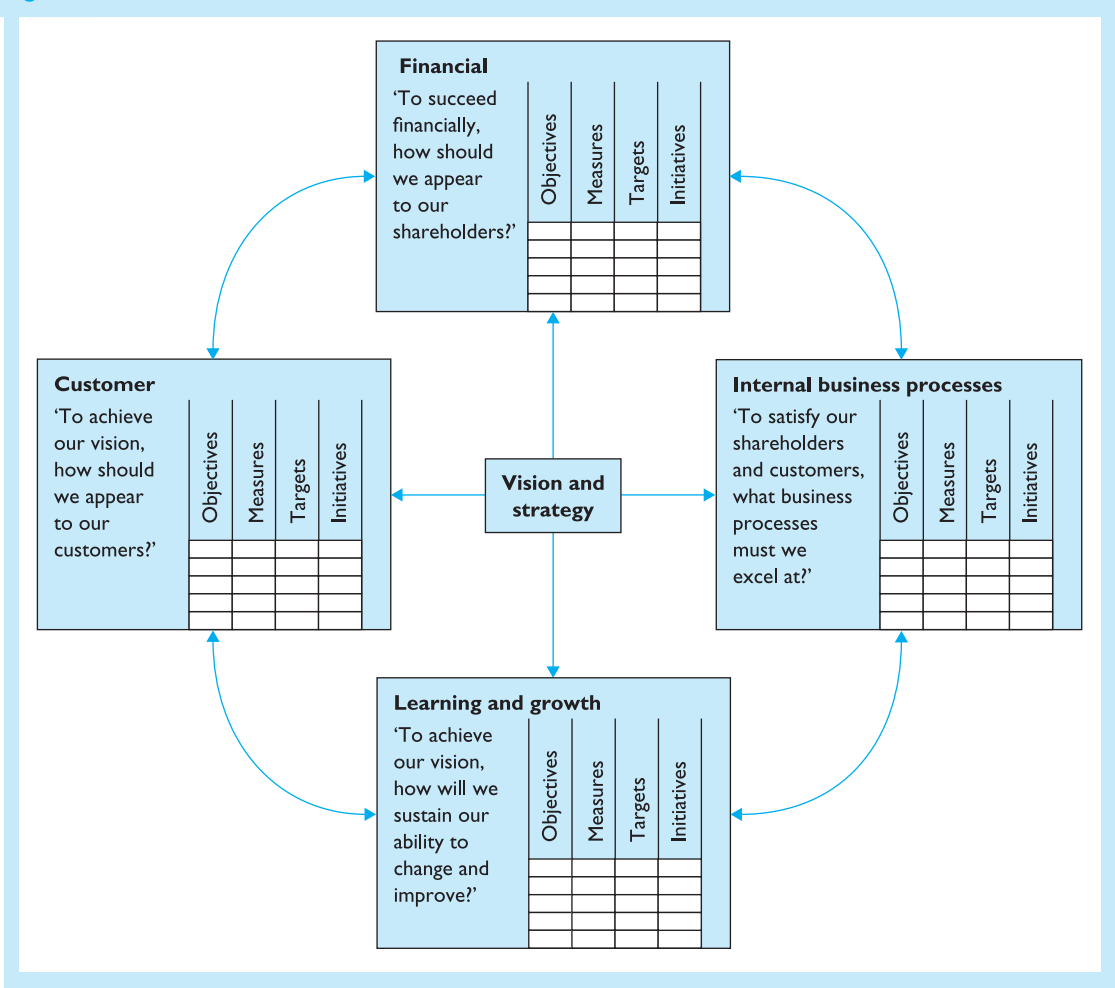 Financial
‘To succeed
financially,
how should
we appear
to our
shareholders?’
Objectives
Measures
Targets
Initiatives
Customer
‘To achieve
our vision,
how should
we appear
to our
customers?’
Objectives
Measures
Targets
Initiatives
Vision and
strategy
Internal business processes
‘To satisfy our
shareholders
and customers,
what business
processes
must we
excel at?’
Objectives
Measures
Targets
Initiatives
Learning and growth
‘To achieve
our vision,
how will we
sustain our
ability to
change and
improve?’
Objectives
Measures
Targets
Initiatives